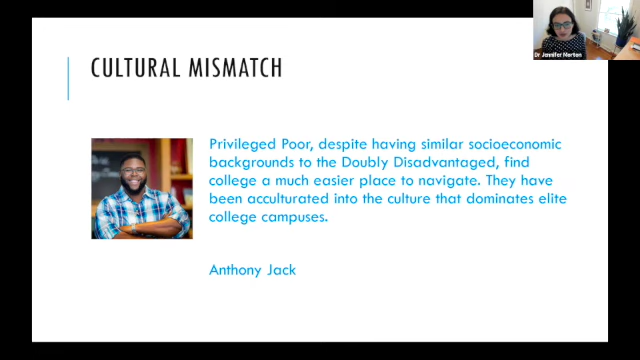 CULTURAL MISMATCH
Privileged Poor, despite having similar socioeconomic
backgrounds to the Doubly Disadvantaged, find
college a much easier place to navigate. They have
been acculturated into the culture that dominates elite
college campuses.
Anthony Jack
Dr Jennifer Morton